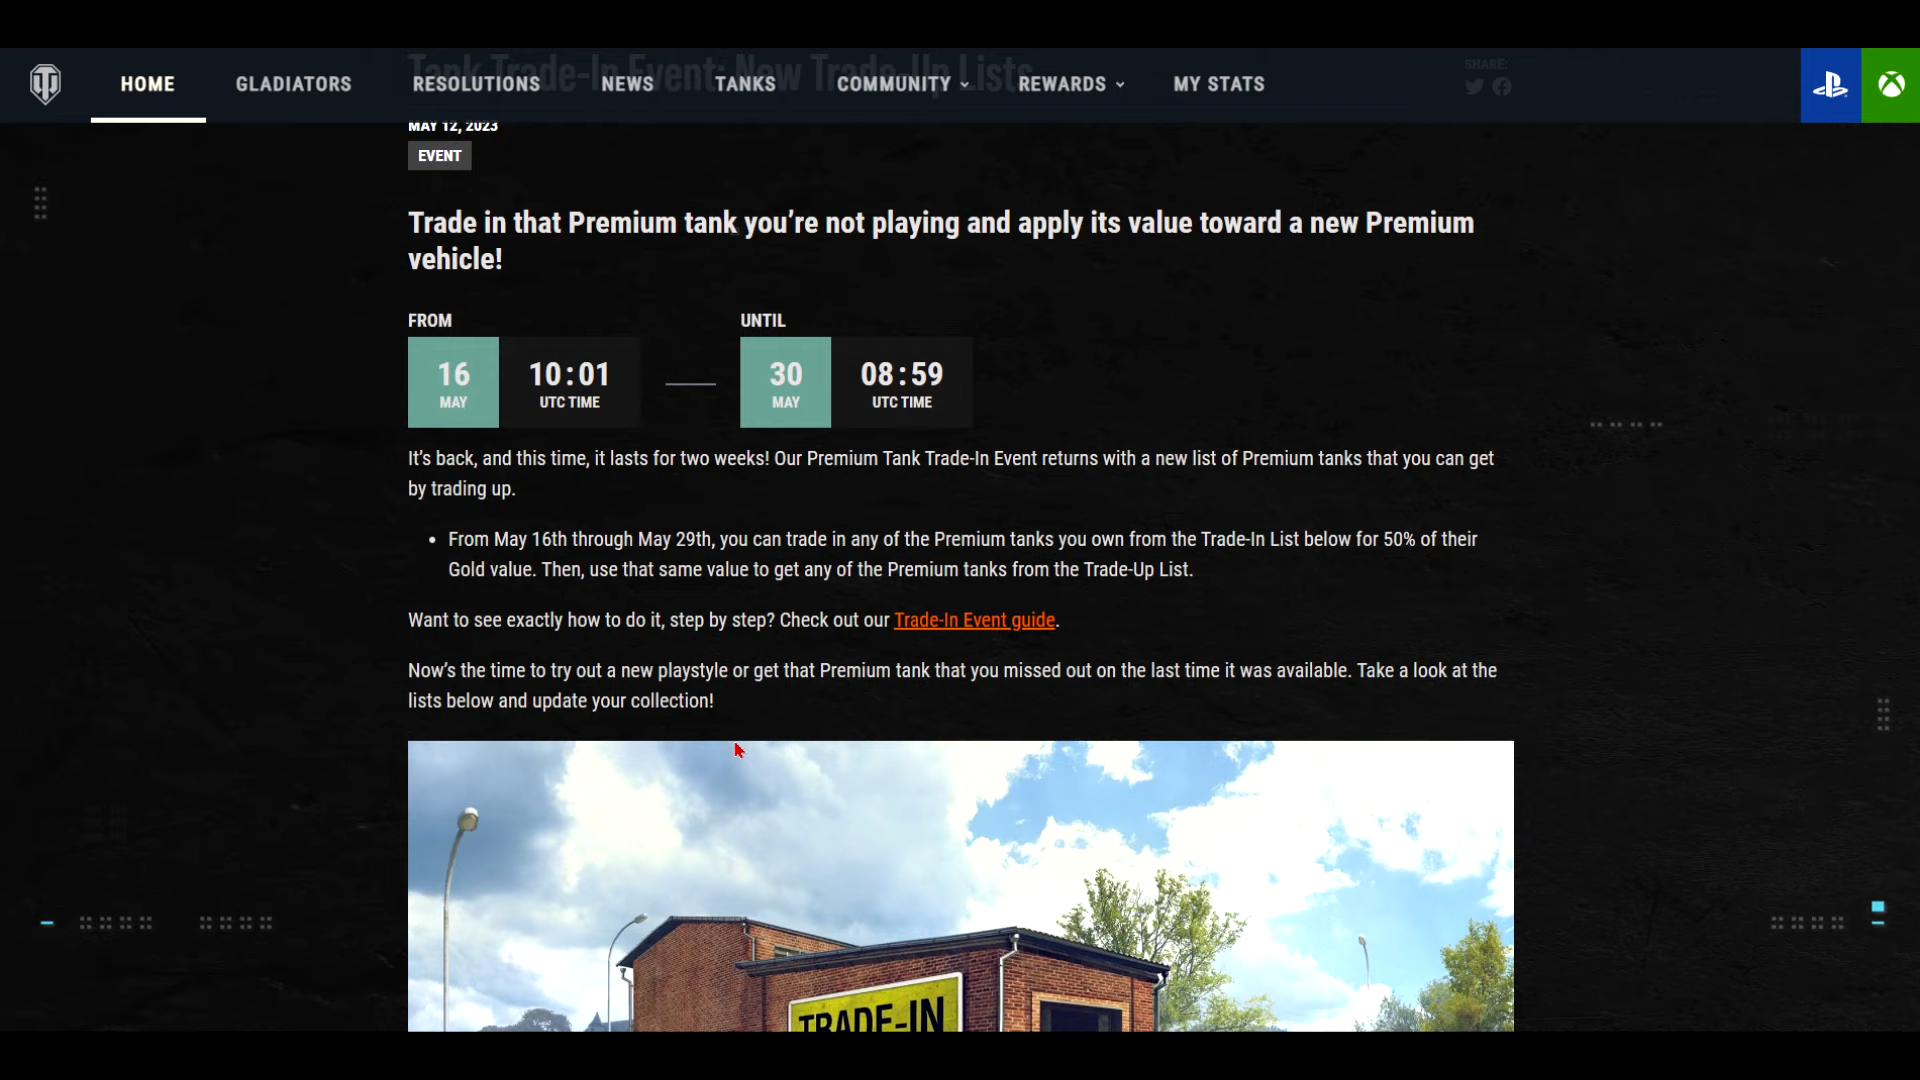 HOME GLADIATORS RESOLUTIONS NEWS TANKS COMMUNITY REWARDS MY STATS
Tank Trade-In Event: New Trade-Up Lists
SHARE:
MAY 12, 2023
EVENT
Trade in that Premium tank you’re not playing and apply its value toward a new Premium
vehicle!
FROM UNTIL
16 10:01 30 08:59
MAY UTC TIME MAY UTC TIME
It’s back, and this time, it lasts for two weeks! Our Premium Tank Trade-In Event returns with a new list of Premium tanks that you can get
by trading up.
• From May 16th through May 29th, you can trade in any of the Premium tanks you own from the Trade-In List below for 50% of their
Gold value. Then, use that same value to get any of the Premium tanks from the Trade-Up List.
Want to see exactly how to do it, step by step? Check out our Trade-In Event guide.
Now’s the time to try out a new playstyle or get that Premium tank that you missed out on the last time it was available. Take a look at the
lists below and update your collection!
TRADE-IN